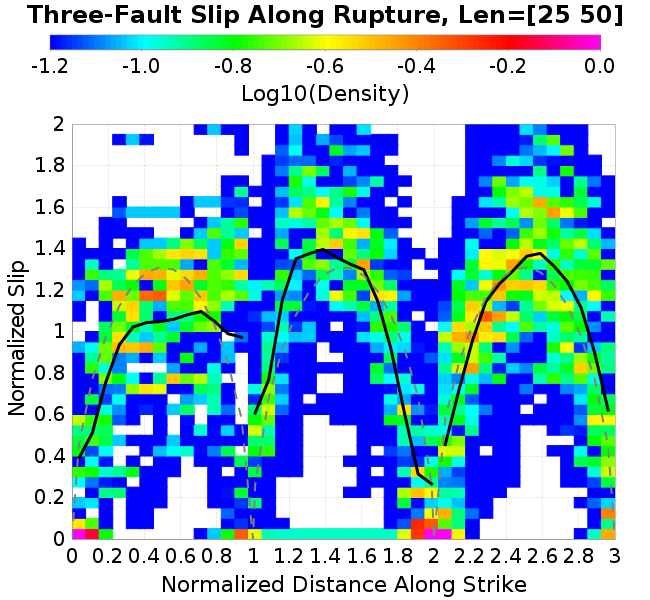 Three-Fault Slip Along Rupture, Len=[25 50]
-1.2 -1.0 -0.8 -0.6 -0.4 -0.2 0.0
Log10(Density)
2
1.8
1.6
1.4
1.2
1
0.8
0.6
0.4
0.2
0
Normalized Slip
0 0.2 0.4 0.6 0.8 1 1.2 1.4 1.6 1.8 2 2.2 2.4 2.6 2.8 3
Normalized Distance Along Strike